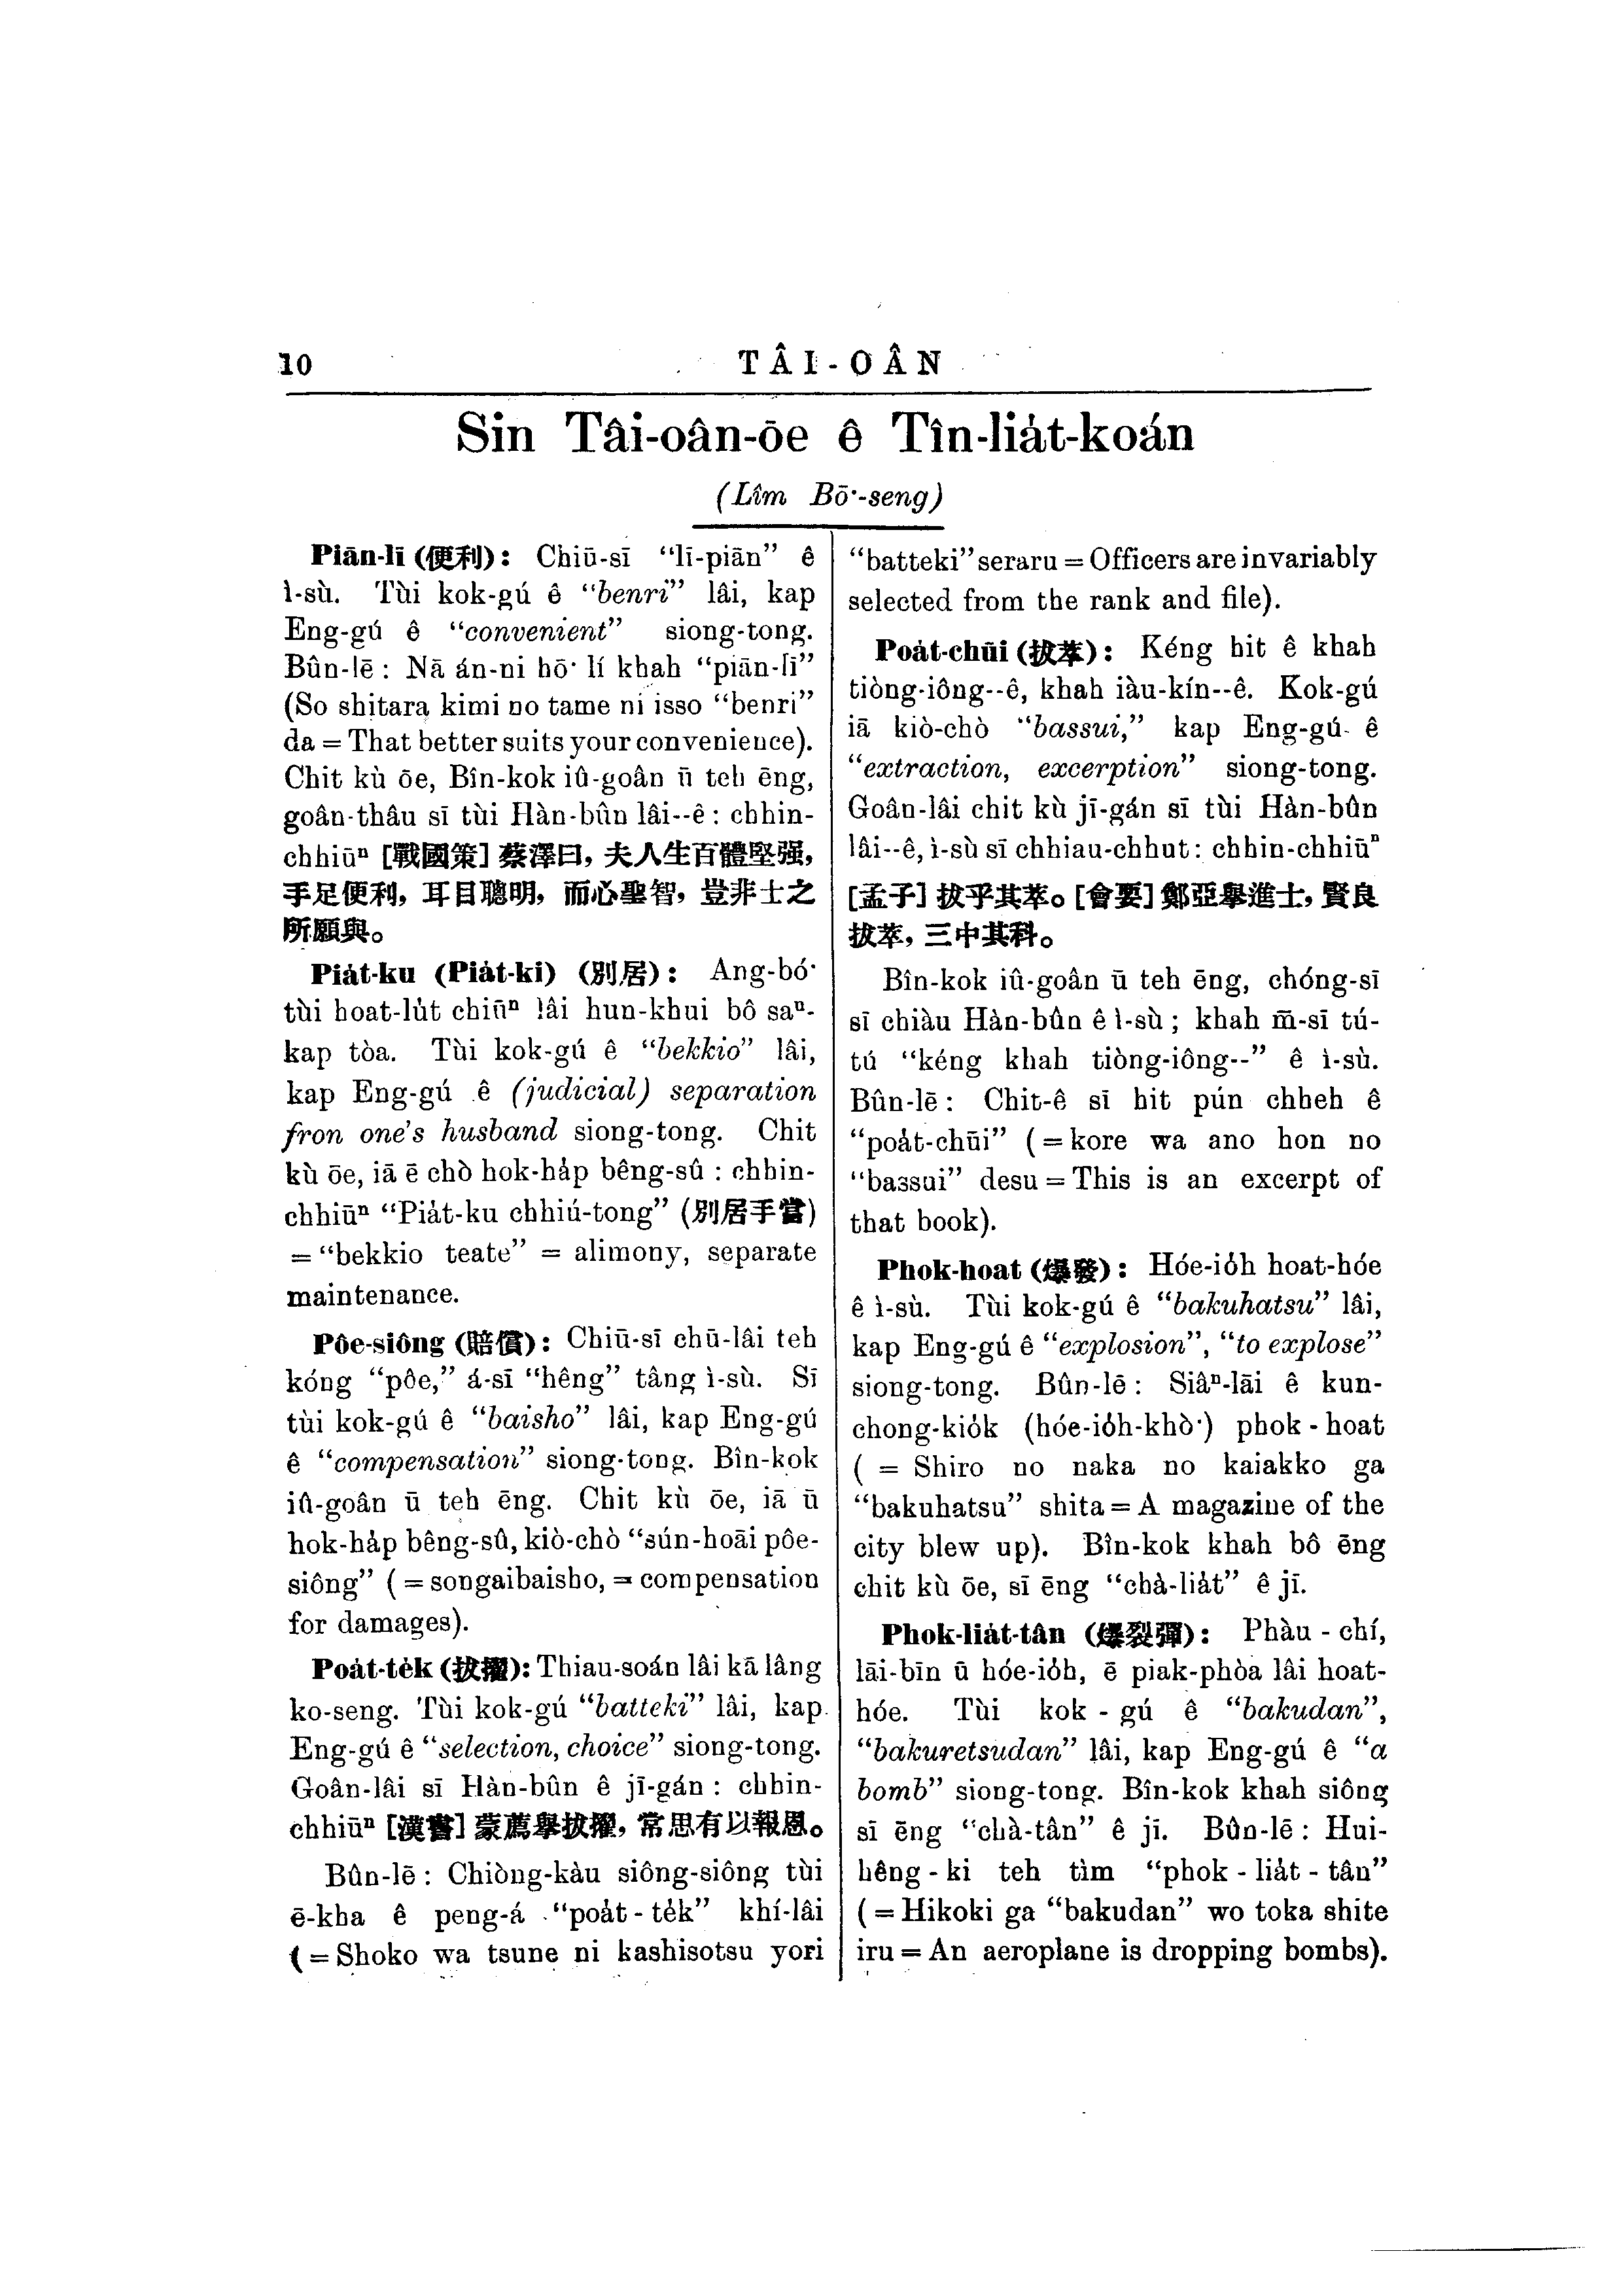 10
TÂI-OÂN
Sin Tâi-oân-ōe ê Tîn-lia̍t-koán
(Lîm Bō͘-seng)
Piān-lī (便利): Chiū-sī “lī-piān” ê
ì-sù. Tùi kok-gú ê “benri” lâi, kap
Eng-gú ê “convenient” siong-tong.
Bûn-lē: Nā án-ni hō͘ lí khah “piān-lī”
(So shitara kimi no tame ni isso “benri”
da = That better suits your convenience).
Chit kù ōe, Bîn-kok iû-goân ū teh ēng,
goân-thâu sī tùi Hàn-bûn lâi--ê: chhin-
chhiūⁿ [戰國策] 蔡澤曰, 夫人生百體堅强,
手足便利, 耳目聰明, 而心聖智, 豈非士之
所願與。
Pia̍t-ku (Pia̍t-ki) (別居): Ang-bó͘
tùi hoat-lu̍t chiūⁿ lâi hun-khui bô saⁿ-
kap tòa. Tùi kok-gú ê “bekkio” lâi,
kap Eng-gú ê (judicial) separation
fron one’s husband siong-tong. Chit
kù ōe, iā ē chò hok-ha̍p bêng-sû: chhin-
chhiūⁿ “Pia̍t-ku chhiú-tong” (別居手當)
= “bekkio teate” = alimony, separate
maintenance.
Pôe-siông (賠償): Chiū-sī chū-lâi teh
kóng “pôe,” á-sī “hêng” tâng ì-sù. Sī
tùi kok-gú ê “baisho” lâi, kap Eng-gú
ê “compensation” siong-tong. Bîn-kok
iû-goân ū teh ēng. Chit kù ōe, iā ū
hok-ha̍p bêng-sû, kiò-chò “sún-hoāi pôe-
siông” (= songaibaisho, = compensation
for damages).
Poa̍t-te̍k (拔擢): Thiau-soán lâi kā lâng
ko-seng. Tùi kok-gú “batteki” lâi, kap
Eng-gú ê “selection, choice” siong-tong.
Goân-lâi sī Hàn-bûn ê jī-gán: chhin-
chhiūⁿ [漢書] 蒙薦舉拔擢, 常思有以報恩。
Bûn-lē: Chiòng-kàu siông-siông tùi
ē-kha ê peng-á “poa̍t-te̍k” khí-lâi
(= Shoko wa tsune ni kashisotsu yori
“batteki” seraru = Officers are invariably
selected from the rank and file).
Poa̍t-chūi (拔萃): Kéng hit ê khah
tiòng-iông--ê, khah iàu-kín--ê. Kok-gú
iā kiò-chò “bassui,” kap Eng-gú ê
“extraction, excerption” siong-tong.
Goân-lâi chit kù jī-gán sī tùi Hàn-bûn
lâi--ê, ì-sù sī chhiau-chhut: chhin-chhiūⁿ
[孟子] 拔乎其萃。[會要] 鄭亞舉進士, 賢良
拔萃, 三中其科。
Bîn-kok iû-goân ū teh ēng, chóng-sī
sī chiàu Hàn-bûn ê ì-sù; khah m̄-sī tú-
tú “kéng khah tiòng-iông--” ê ì-sù.
Bûn-lē: Chit-ê sī hit pún chheh ê
“poa̍t-chūi” (= kore wa ano hon no
“bassui” desu = This is an excerpt of
that book).
Phok-hoat (爆發): Hóe-io̍h hoat-hóe
ê ì-sù. Tùi kok-gú ê “bakuhatsu” lâi,
kap Eng-gú ê “explosion”, “to explose”
siong-tong. Bûn-lē: Siâⁿ-lāi ê kun-
chong-kio̍k (hóe-io̍h-khò͘) phok - hoat
( = Shiro no naka no kaiakko ga
“bakuhatsu” shita = A magazine of the
city blew up). Bîn-kok khah bô ēng
chit kù ōe, sī ēng “chà-lia̍t” ê jī.
Phok-lia̍t-tân (爆裂彈): Phàu - chí,
lāi-bīn ū hóe-io̍h, ē piak-phòa lâi hoat-
hóe. Tùi kok - gú ê “bakudan”,
“bakuretsudan” lâi, kap Eng-gú ê “a
bomb” siong-tong. Bîn-kok khah siông
sī ēng “chà-tân” ê jī. Bûn-lē: Hui-
hêng - ki teh tìm “phok - lia̍t - tân”
(= Hikoki ga “bakudan” wo toka shite
iru = An aeroplane is dropping bombs).